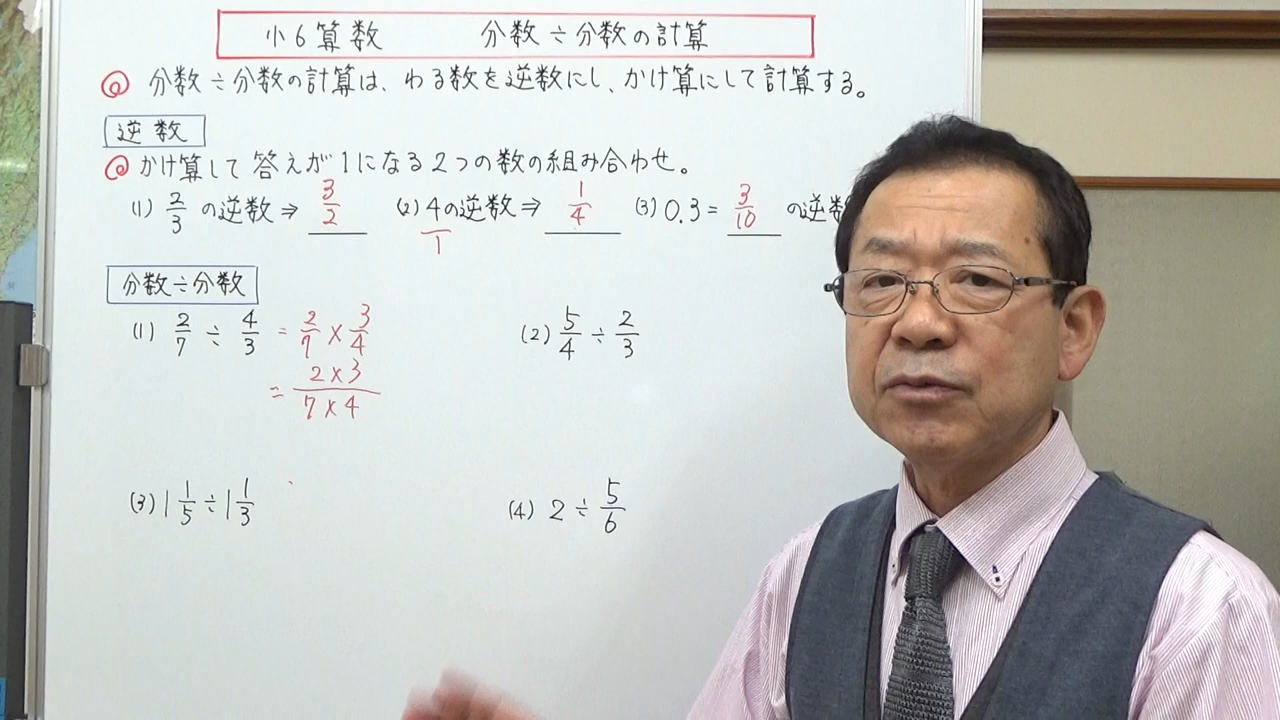 小6算数　分数÷分数の計算
◎ 分数÷分数の計算は、わる数を逆数にし、かけ算にして計算する。
逆数
◎ かけ算して答えが1になる2つの数の組み合わせ。
(1) 2/3 の逆数⇒ 3/2　(2) 4/1の逆数⇒ 1/4　(3) 0.3= 3/10 の逆数
分数÷分数
(1) 2/7 ÷ 4/3 = 2/7 × 3/4　(2) 5/4 ÷ 2/3
= 2×3/7×4
(3) 1 1/5 ÷ 1 1/3　(4) 2 ÷ 5/6